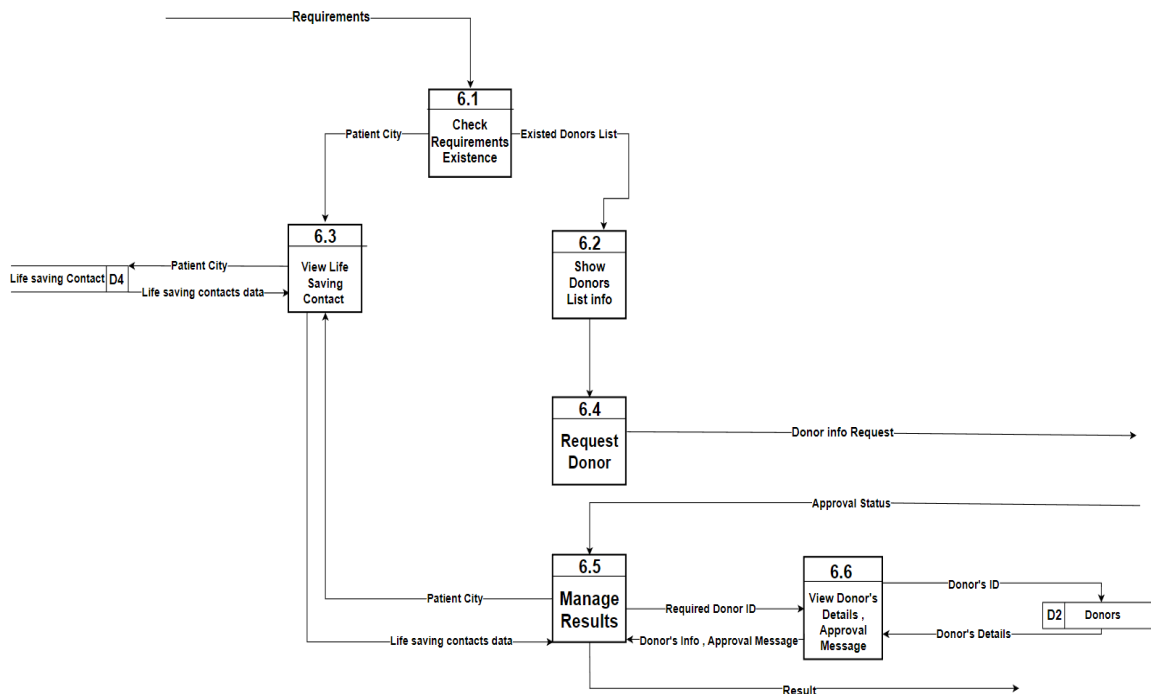 Requirements
6.1
Check
Requirements
Existence
Patient City
Existed Donors List
6.3
View Life
Saving
Contact
6.2
Show
Donors
List info
Patient City
Life saving Contact D4
Life saving contacts data
6.4
Request
Donor
Donor info Request
Approval Status
6.5
Manage
Results
6.6
View Donor's
Details ,
Approval
Message
Donor's ID
Patient City
Required Donor ID
D2 Donors
Life saving contacts data
Donor's Info , Approval Message
Donor's Details
Result